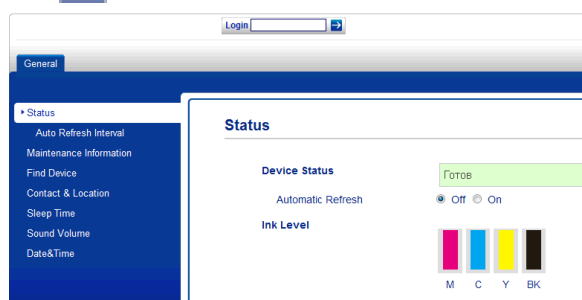 Login
General
Status
Auto Refresh Interval
Maintenance Information
Find Device
Contact & Location
Sleep Time
Sound Volume
Date&Time
Status
Device Status Готов
Automatic Refresh Off On
Ink Level
M C Y BK